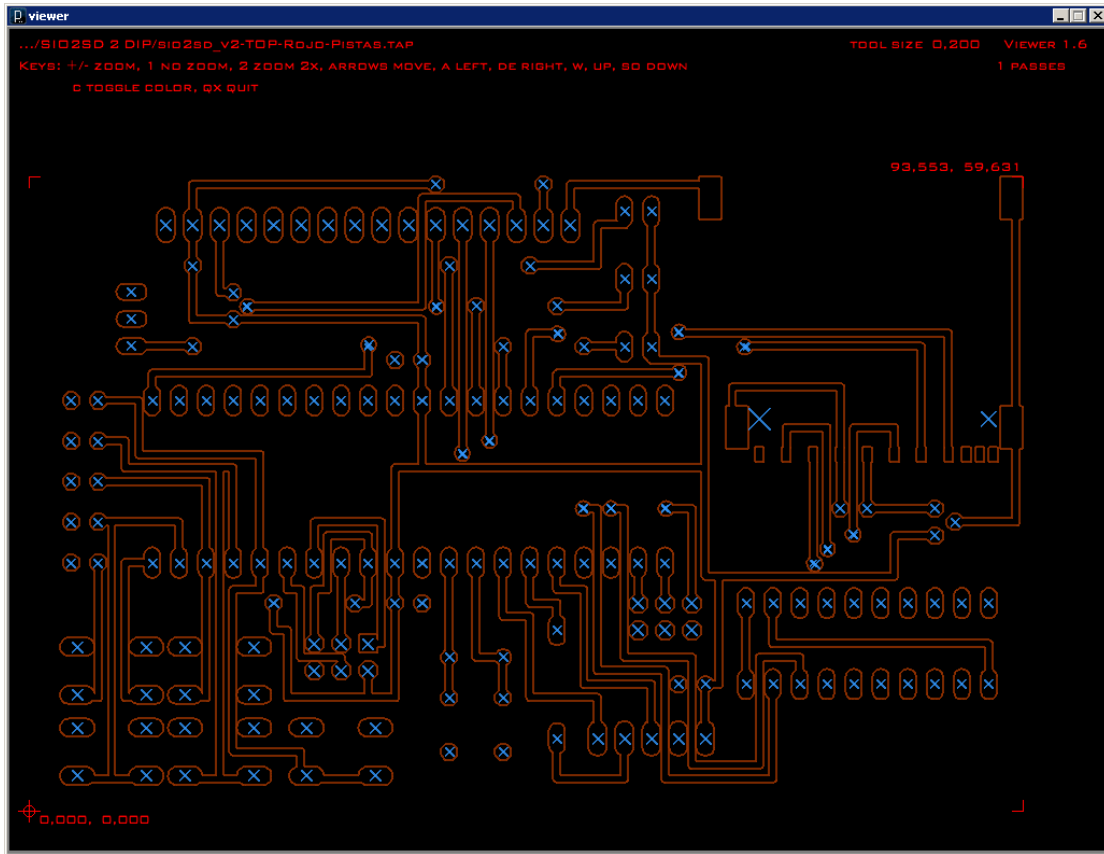 viewer
.../SIO2SD 2 DIP/sio2sd_v2-TOP-Rojo-Pistas.tap
Tool size 0,200 Viewer 1.6
Keys: +/- zoom, 1 no zoom, 2 zoom 2x, arrows move, A left, DE right, W, up, SO down
1 passes
C toggle color, QX quit
93,553, 59,631
0,000, 0,000